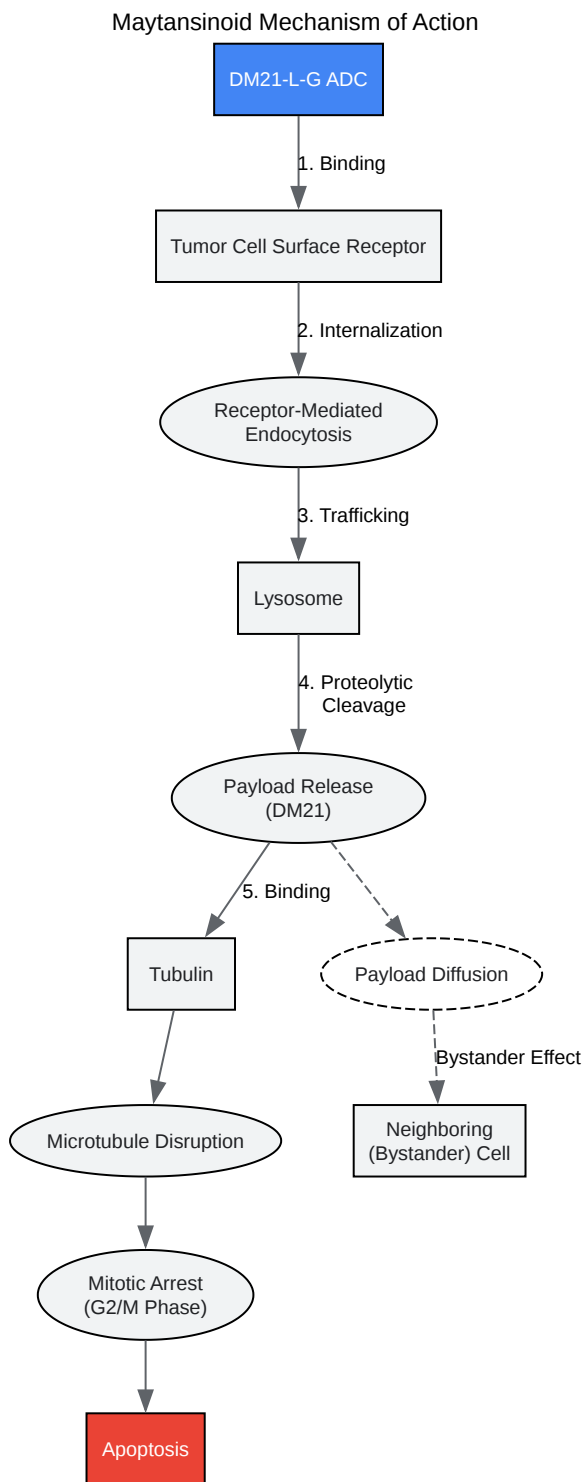 Maytansinoid Mechanism of Action
DM21-L-G ADC
1. Binding
Tumor Cell Surface Receptor
2. Internalization
Receptor-Mediated
Endocytosis
3. Trafficking
Lysosome
4. Proteolytic
Cleavage
Payload Release
(DM21)
5. Binding
Tubulin
Payload Diffusion
Bystander Effect
Microtubule Disruption
Neighboring
(Bystander) Cell
Mitotic Arrest
(G2/M Phase)
Apoptosis